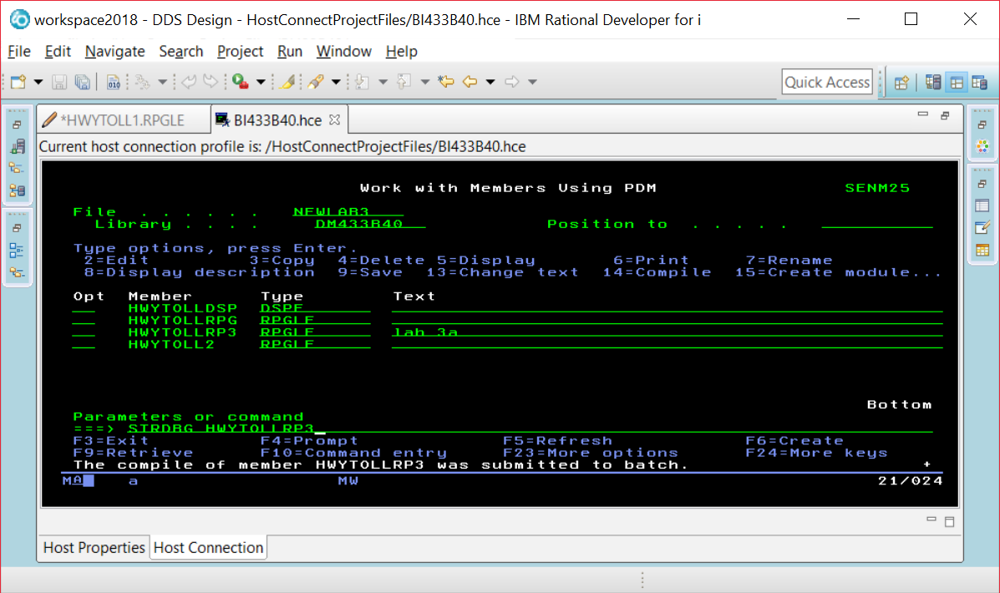 workspace2018 - DDS Design - HostConnectProjectFiles/BI433B40.hce - IBM Rational Developer for i
File Edit Navigate Search Project Run Window Help
010
Quick Access
*HWYTOLL1.RPGLE BI433B40.hce
Current host connection profile is: /HostConnectProjectFiles/BI433B40.hce
Work with Members Using PDM SENM25
File . . . . . . NEWLAB3
Library . . . . DM433B40 Position to . . . . .
Type options, press Enter.
2=Edit 3=Copy 4=Delete 5=Display 6=Print 7=Rename
8=Display description 9=Save 13=Change text 14=Compile 15=Create module...
Opt Member Type Text
HWYTOLLDSP DSPF
HWYTOLLRPG RPGLE
HWYTOLLRP3 RPGLE lab 3a
HWYTOLL2 RPGLE
Bottom
Parameters or command
===> STRDBG HWYTOLLRP3
F3=Exit F4=Prompt F5=Refresh F6=Create
F9=Retrieve F10=Command entry F23=More options F24=More keys
The compile of member HWYTOLLRP3 was submitted to batch. +
MA a MW 21/024
Host Properties Host Connection